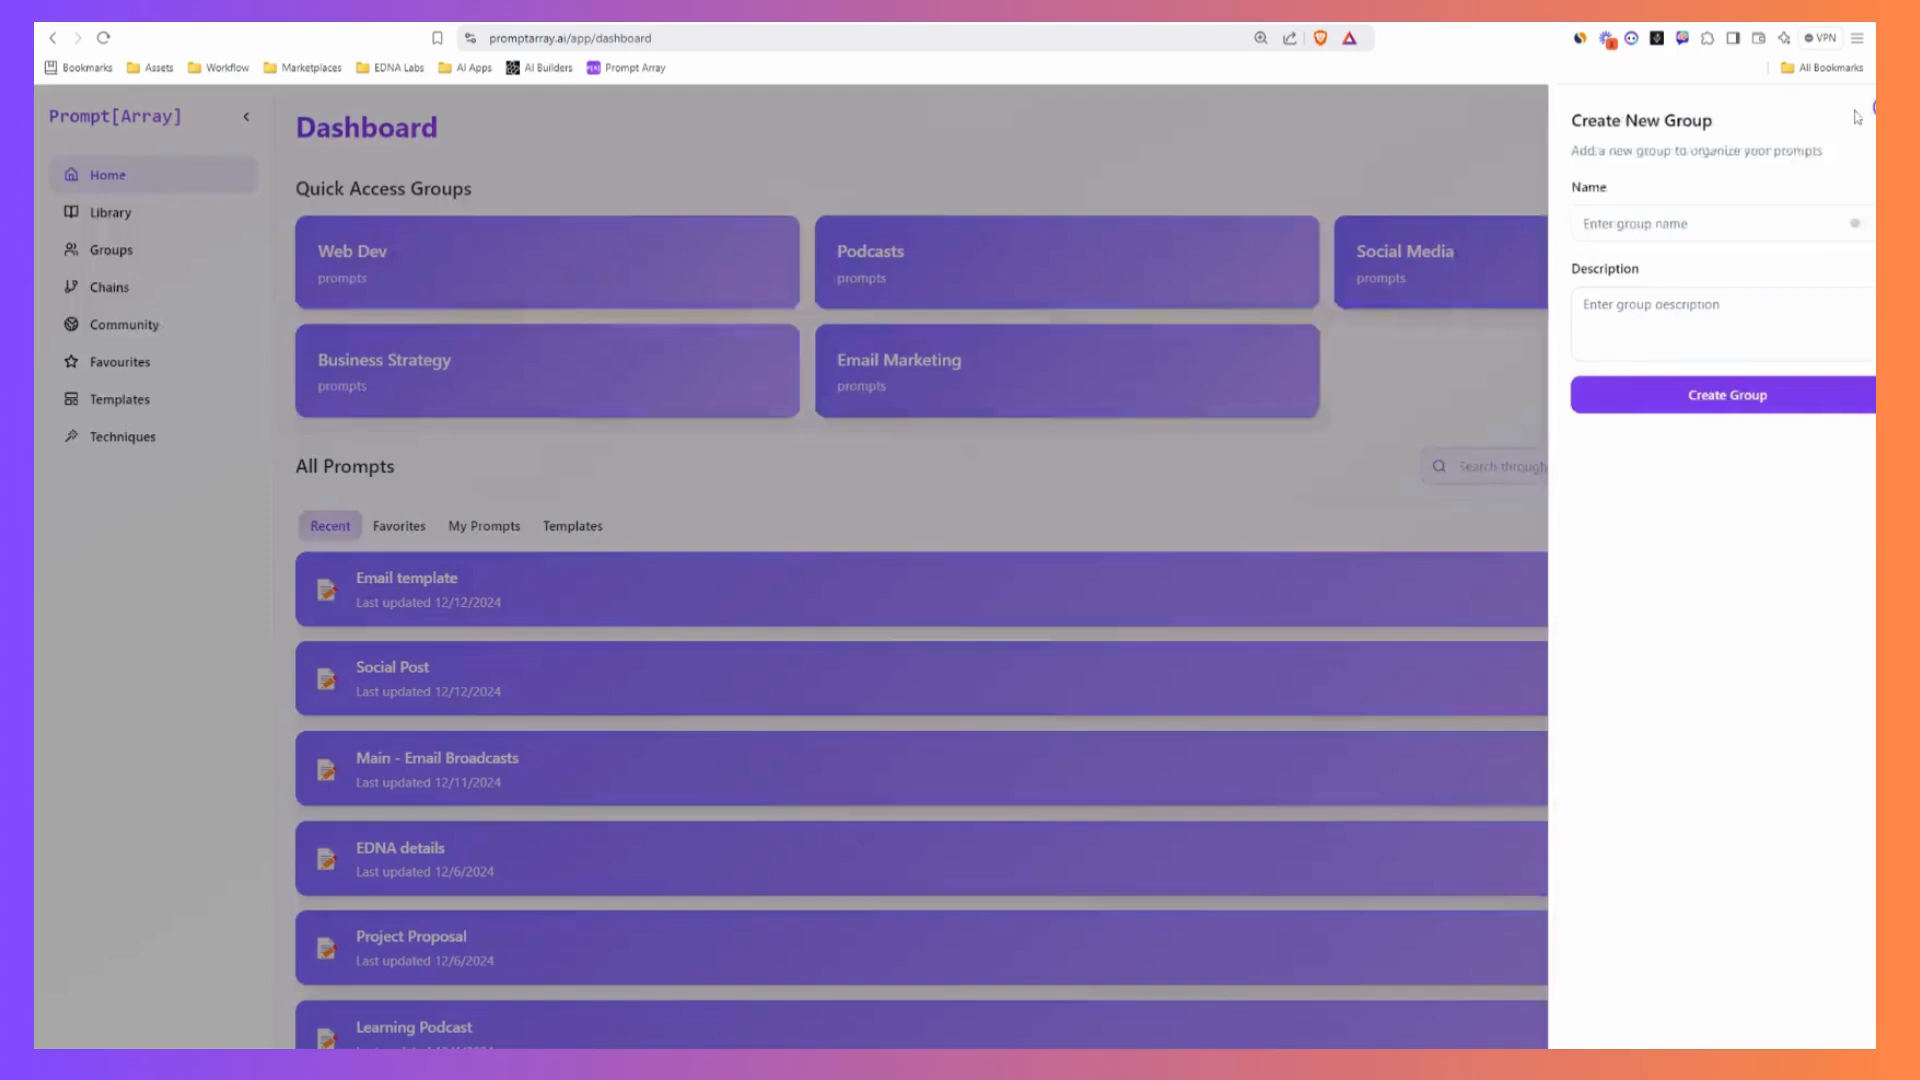 promptarray.ai/app/dashboard
VPN
Bookmarks Assets Workflow Marketplaces EDNA Labs AI Apps AI Builders Prompt Array All Bookmarks
Prompt[Array]
Home
Library
Groups
Chains
Community
Favourites
Templates
Techniques
Dashboard
Quick Access Groups
Web Dev
prompts
Podcasts
prompts
Social Media
prompts
Business Strategy
prompts
Email Marketing
prompts
All Prompts
Search through
Recent Favorites My Prompts Templates
Email template
Last updated 12/12/2024
Social Post
Last updated 12/12/2024
Main - Email Broadcasts
Last updated 12/11/2024
EDNA details
Last updated 12/6/2024
Project Proposal
Last updated 12/6/2024
Learning Podcast
Create New Group
Add a new group to organize your prompts
Name
Enter group name
Description
Enter group description
Create Group